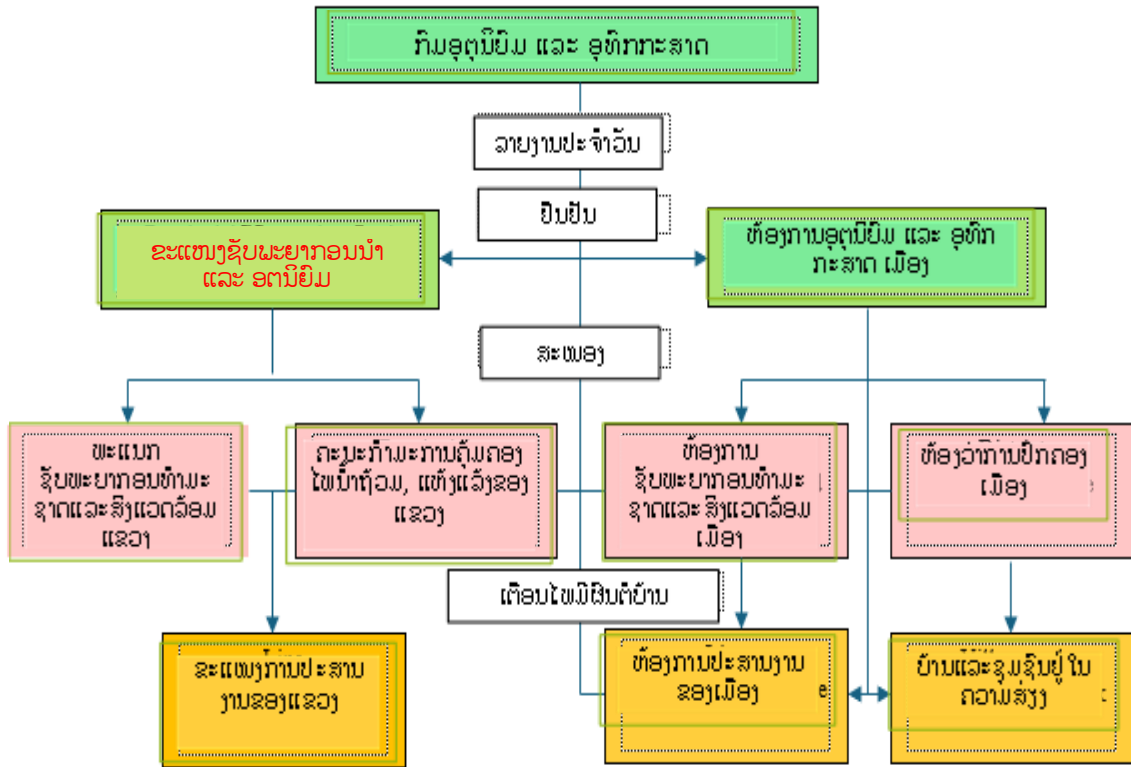 ກົມອຸຕຸນິຍົມ ແລະ ອຸທົກກະສາດ
ລາຍງານປະຈໍາວັນ
ຢືນຢັນ
ຂະແໜງຊັບພະຍາກອນນໍາ
ແລະ ອຕນິຍົມ
ຫ້ອງການອຸຕຸນິຍົມ ແລະ ອຸທົກ
ກະສາດ ເມືອງ
ສະໜອງ
ພະແນກ
ຊັບພະຍາກອນທໍາມະ
ຊາດແລະສິ່ງແວດລ້ອມ
ແຂວງ
ຄະນະກໍາມະການຄຸ້ມຄອງ
ໄພນໍ້າຖ້ວມ, ແຫ້ງແລ້ງຂອງ
ແຂວງ
ຫ້ອງການ
ຊັບພະຍາກອນທໍາມະ
ຊາດແລະສິ່ງແວດລ້ອມ
ເມືອງ
ຫ້ອງວ່າການປົກຄອງ
ເມືອງ
ເຕືອນໄພມີຝົນຕໍ່ບ້ານ
ຂະແໜງການປະສານ
ງານຂອງແຂວງ
ຫ້ອງການປະສານງານ
ຂອງເມືອງ
ບ້ານແລະຊຸມຊົນຢູ່ ໃນ
ຄວາມສ່ຽງ